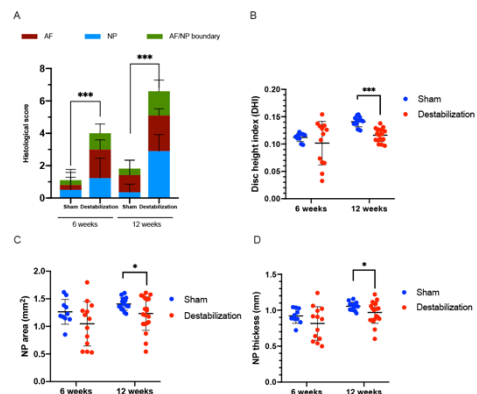 A
AF NP AF/NP boundary
Histological score
8
6
4
2
0
*** ***
Sham Destabilization Sham Destabilization
6 weeks 12 weeks
B
Disc height index (DHI)
0.20
0.15
0.10
0.05
0.00
***
6 weeks 12 weeks
Sham
Destabilization
C
NP area (mm²)
2.0
1.5
1.0
0.5
0.0
*
6 weeks 12 weeks
Sham
Destabilization
D
NP thickess (mm)
1.5
1.0
0.5
0.0
*
6 weeks 12 weeks
Sham
Destabilization